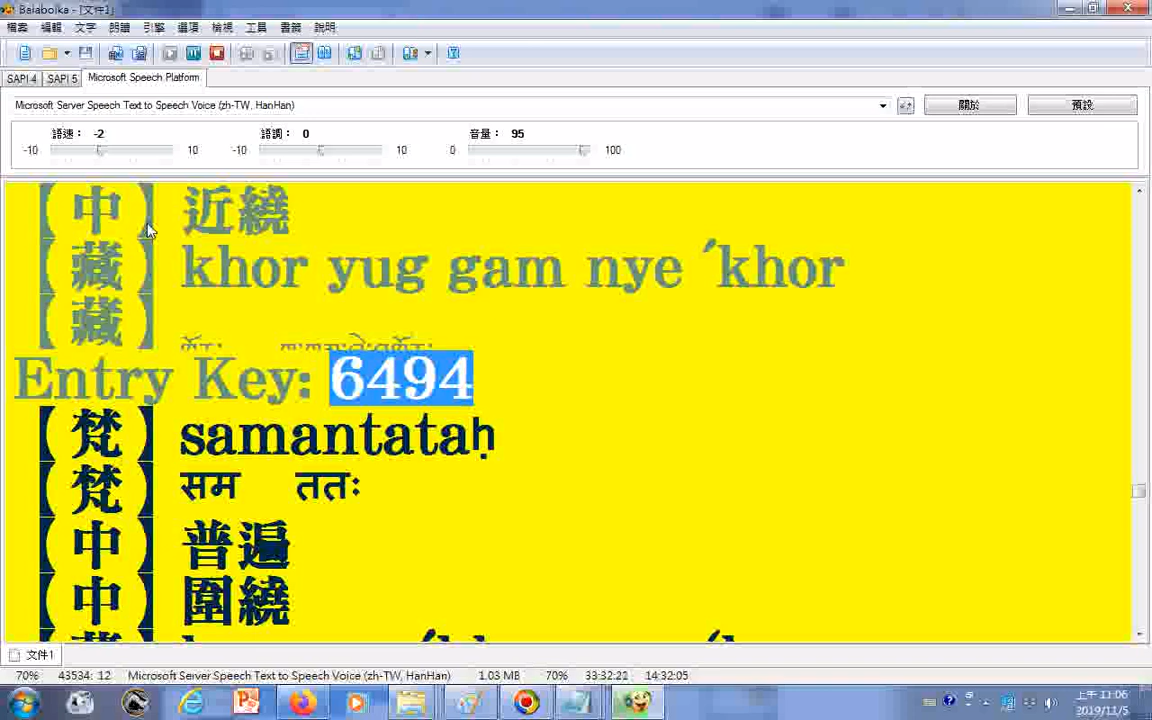 Balabolka - [文件1]
檔案 編輯 文字 朗讀 引擎 選項 檢視 工具 書籤 說明
SAPI 4 SAPI 5 Microsoft Speech Platform
Microsoft Server Speech Text to Speech Voice (zh-TW, HanHan) 關於 預設
語速： -2 語調： 0 音量： 95
-10 10 -10 10 0 100
【中】 近繞
【藏】 khor yug gam nye 'khor
【藏】
Entry Key: 6494
【梵】 samantataḥ
【梵】 सम ततः
【中】 普遍
【中】 圍繞
文件1
70% 43534: 12 Microsoft Server Speech Text to Speech Voice (zh-TW, HanHan) 1.03 MB 70% 33:32:21 14:32:05
上午 11:06
2019/11/5